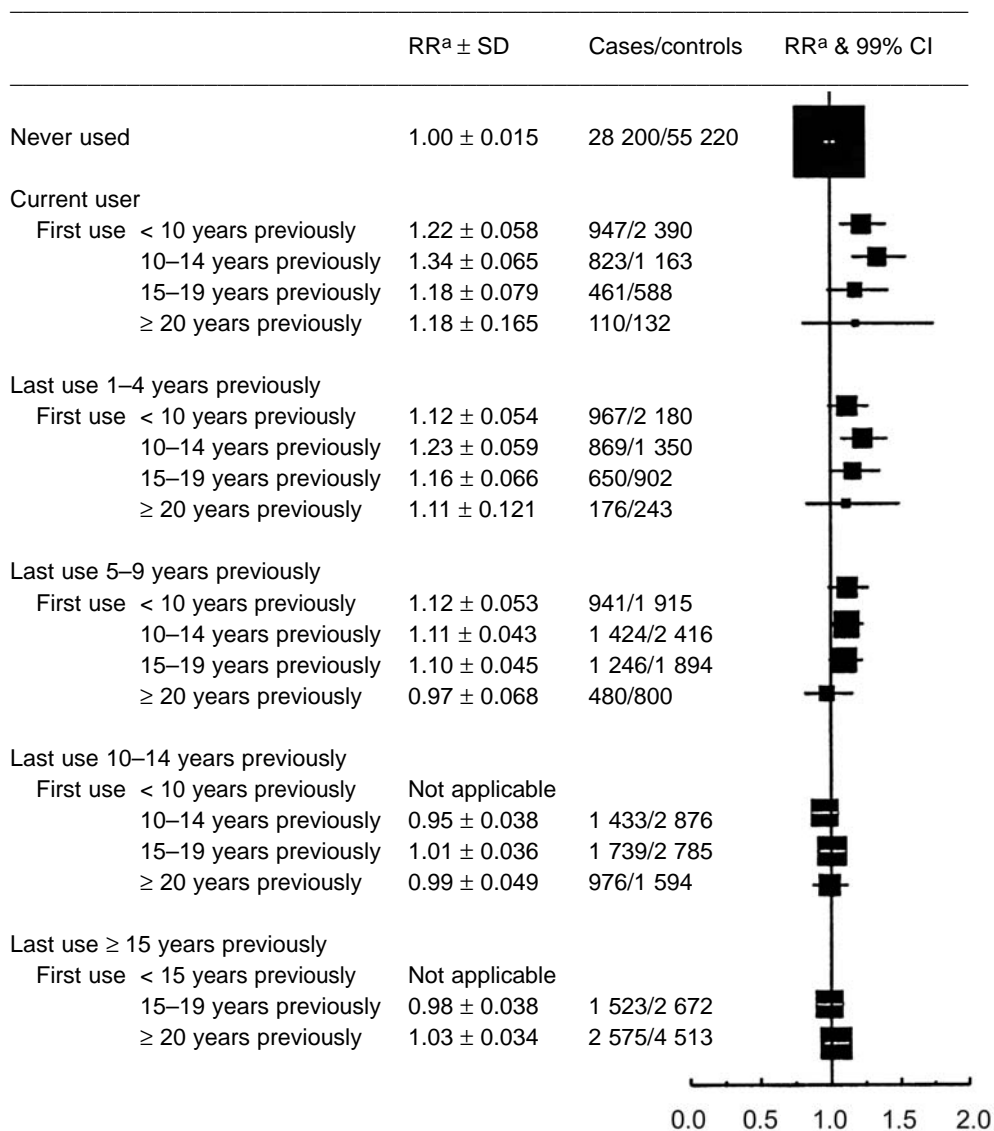 RRᵃ ± SD Cases/controls RRᵃ & 99% CI
Never used 1.00 ± 0.015 28 200/55 220
Current user
First use < 10 years previously 1.22 ± 0.058 947/2 390
10–14 years previously 1.34 ± 0.065 823/1 163
15–19 years previously 1.18 ± 0.079 461/588
≥ 20 years previously 1.18 ± 0.165 110/132
Last use 1–4 years previously
First use < 10 years previously 1.12 ± 0.054 967/2 180
10–14 years previously 1.23 ± 0.059 869/1 350
15–19 years previously 1.16 ± 0.066 650/902
≥ 20 years previously 1.11 ± 0.121 176/243
Last use 5–9 years previously
First use < 10 years previously 1.12 ± 0.053 941/1 915
10–14 years previously 1.11 ± 0.043 1 424/2 416
15–19 years previously 1.10 ± 0.045 1 246/1 894
≥ 20 years previously 0.97 ± 0.068 480/800
Last use 10–14 years previously
First use < 10 years previously Not applicable
10–14 years previously 0.95 ± 0.038 1 433/2 876
15–19 years previously 1.01 ± 0.036 1 739/2 785
≥ 20 years previously 0.99 ± 0.049 976/1 594
Last use ≥ 15 years previously
First use < 15 years previously Not applicable
15–19 years previously 0.98 ± 0.038 1 523/2 672
≥ 20 years previously 1.03 ± 0.034 2 575/4 513
0.0 0.5 1.0 1.5 2.0